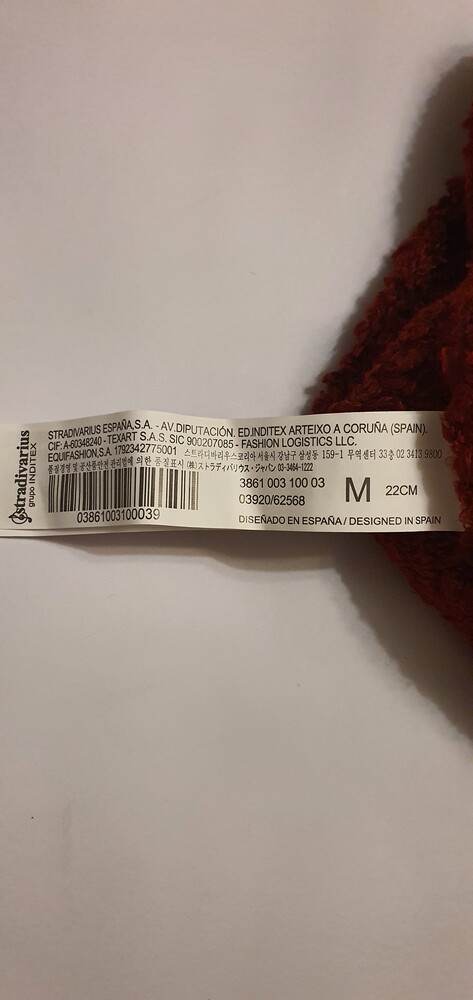 stradivarius
grupo INDITEX
STRADIVARIUS ESPAÑA,S.A. - AV.DIPUTACIÓN, ED.INDITEX ARTEIXO A CORUÑA (SPAIN).
CIF: A-60348240 - TEXART S.A.S. SIC 900207085 - FASHION LOGISTICS LLC.
EQUIFASHION,S.A. 1792342775001 스트라디바리우스코리아 서울시 강남구 삼성동 159-1 무역센터 33층 02 3413 9800
품질경영 및 공산품안전 관리법에 의한 품질표시 (株)ストラディバリウス・ジャパン 03-3464-1222
03861003100039
3861 003 100 03
03920/62568
M 22CM
DISEÑADO EN ESPAÑA / DESIGNED IN SPAIN